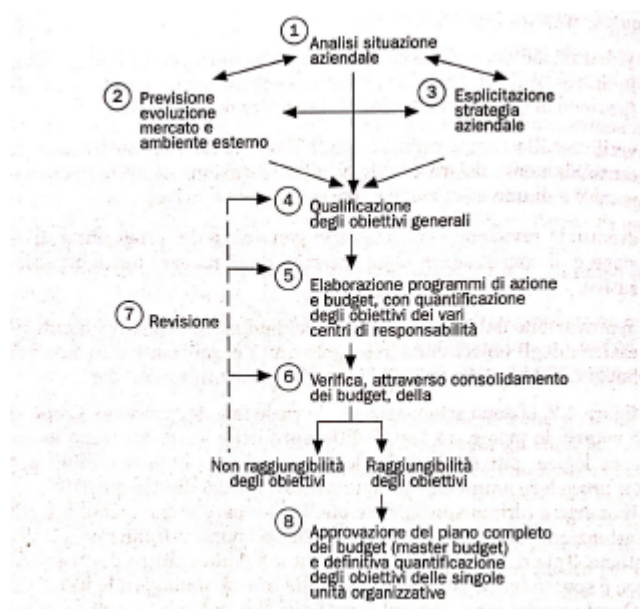 1
Analisi situazione
aziendale
2
Previsione
evoluzione
mercato e
ambiente esterno
3
Esplicitazione
strategia
aziendale
4
Qualificazione
degli obiettivi generali
5
Elaborazione programmi di azione
e budget, con quantificazione
degli obiettivi dei vari
centri di responsabilità
7 Revisione
6
Verifica, attraverso consolidamento
dei budget, della
Non raggiungibilità
degli obiettivi
Raggiungibilità
degli obiettivi
8
Approvazione del piano completo
dei budget (master budget)
e definitiva quantificazione
degli obiettivi delle singole
unità organizzative